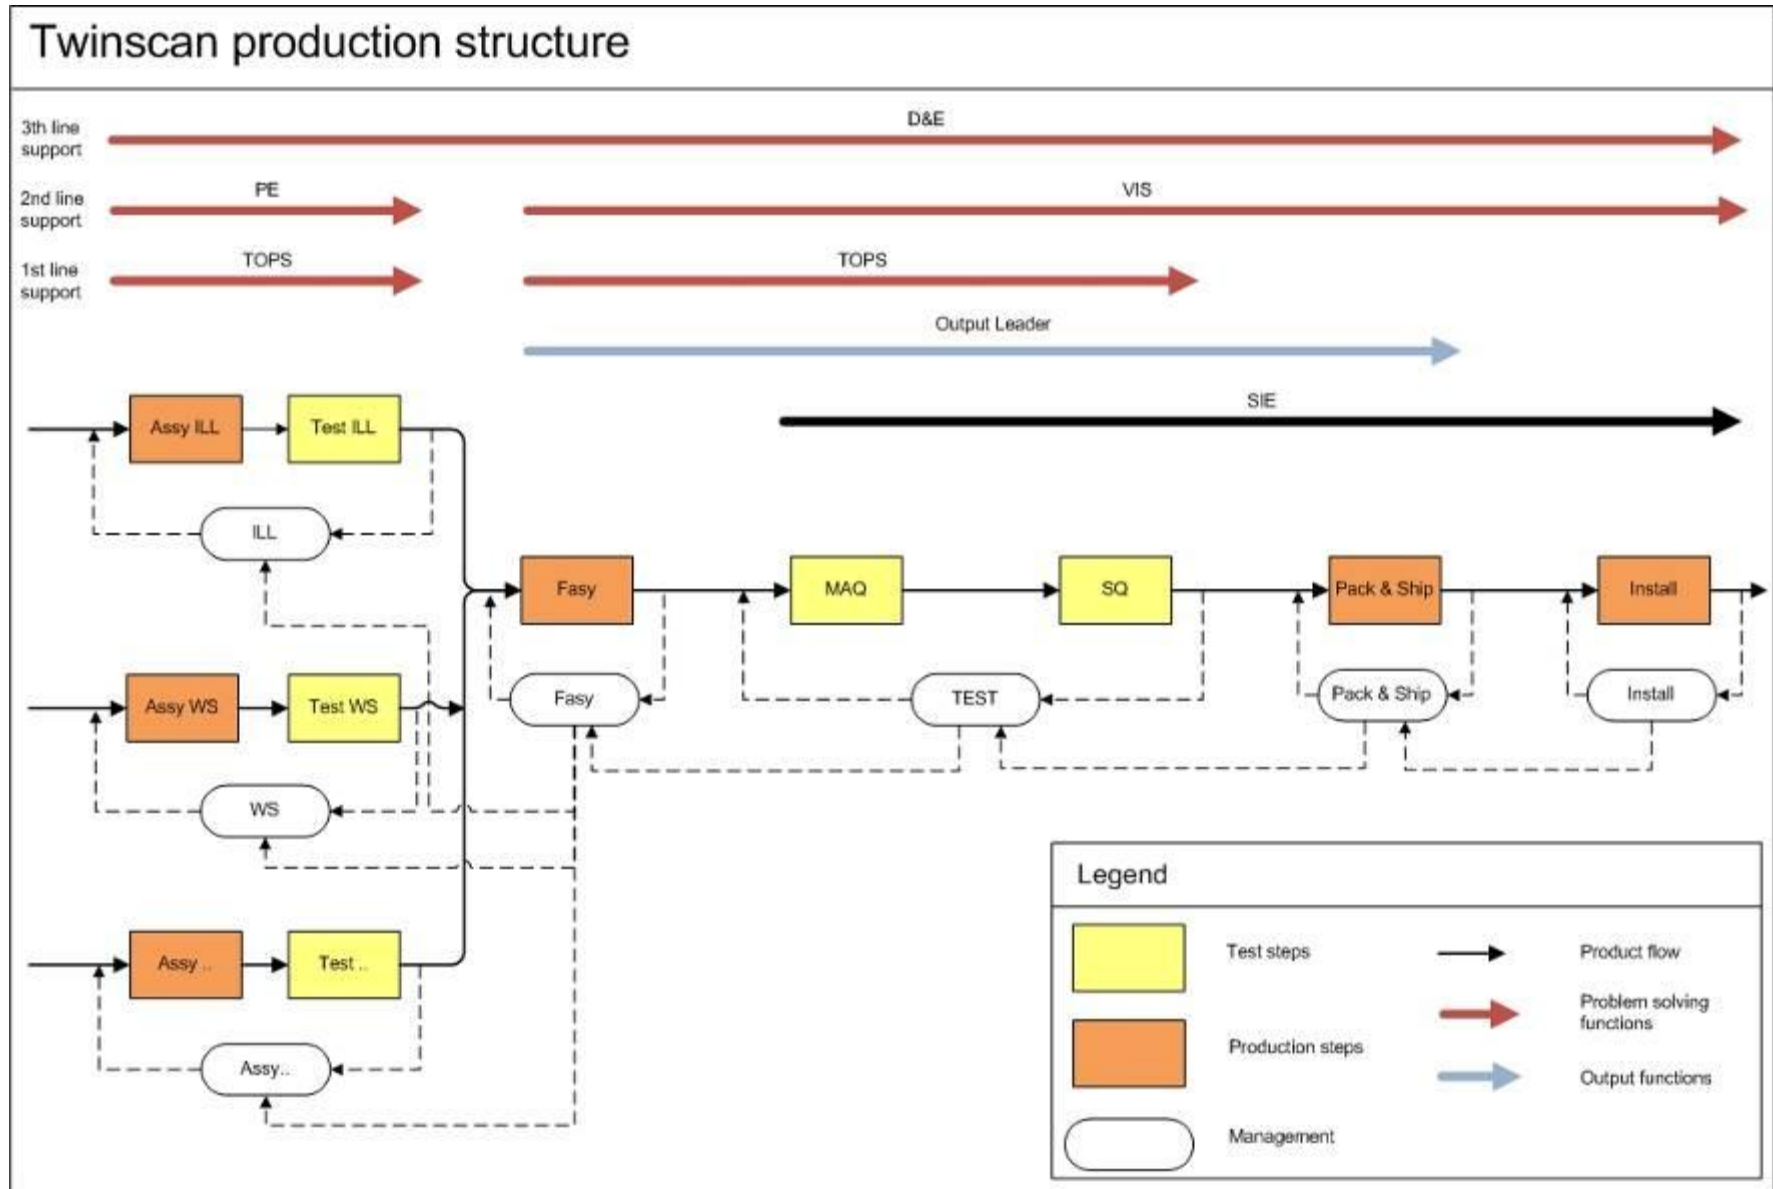 Twinscan production structure
3th line
support
D&E
2nd line
support
PE
VIS
1st line
support
TOPS
TOPS
Output Leader
SIE
Assy ILL
Test ILL
ILL
Fasy
MAQ
SQ
Pack & Ship
Install
Assy WS
Test WS
Fasy
TEST
Pack & Ship
Install
WS
Assy ..
Test ..
Assy..
Legend
Test steps
Product flow
Problem solving
functions
Production steps
Output functions
Management